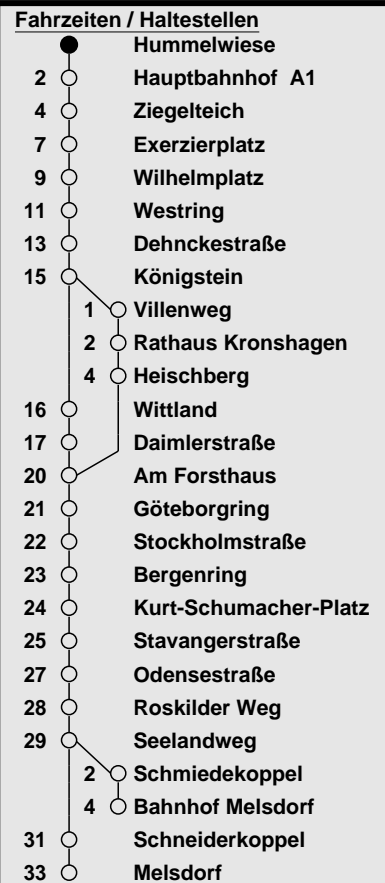 Fahrzeiten / Haltestellen
Hummelwiese
2 Hauptbahnhof A1
4 Ziegelteich
7 Exerzierplatz
9 Wilhelmplatz
11 Westring
13 Dehnckestraße
15 Königstein
1 Villenweg
2 Rathaus Kronshagen
4 Heischberg
16 Wittland
17 Daimlerstraße
20 Am Forsthaus
21 Göteborgring
22 Stockholmstraße
23 Bergenring
24 Kurt-Schumacher-Platz
25 Stavangerstraße
27 Odensestraße
28 Roskilder Weg
29 Seelandweg
2 Schmiedekoppel
4 Bahnhof Melsdorf
31 Schneiderkoppel
33 Melsdorf